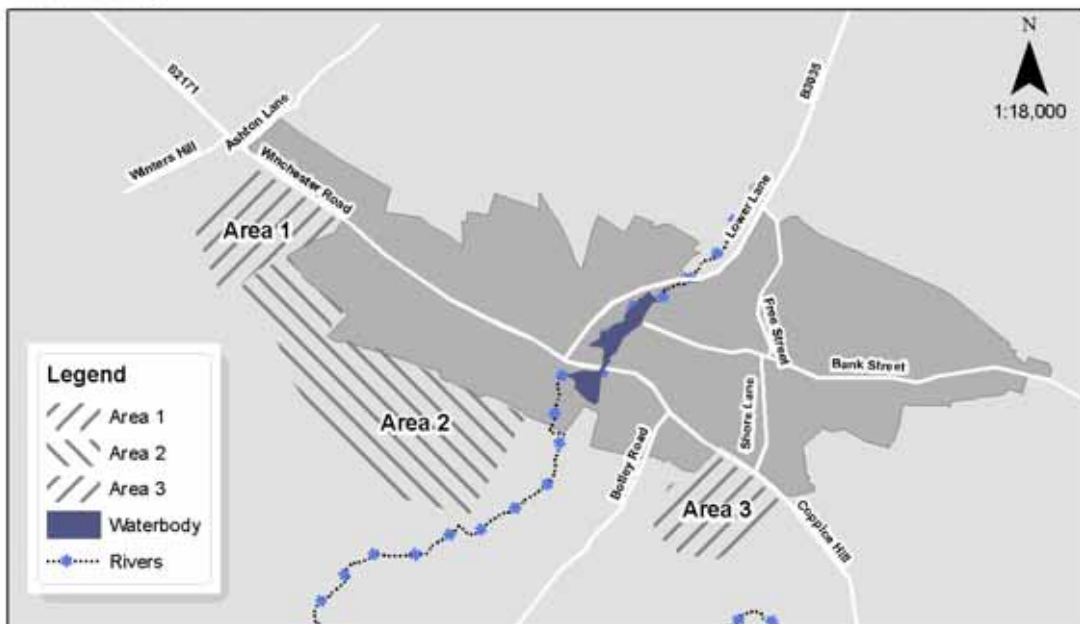 N
1:18,000
B2171
B3035
Ashton Lane
Winters Hill
Winchester Road
Lower Lane
Area 1
Free Street
Bank Street
Shore Lane
Area 2
Botley Road
Area 3
Coppice Hill
Legend
Area 1
Area 2
Area 3
Waterbody
Rivers